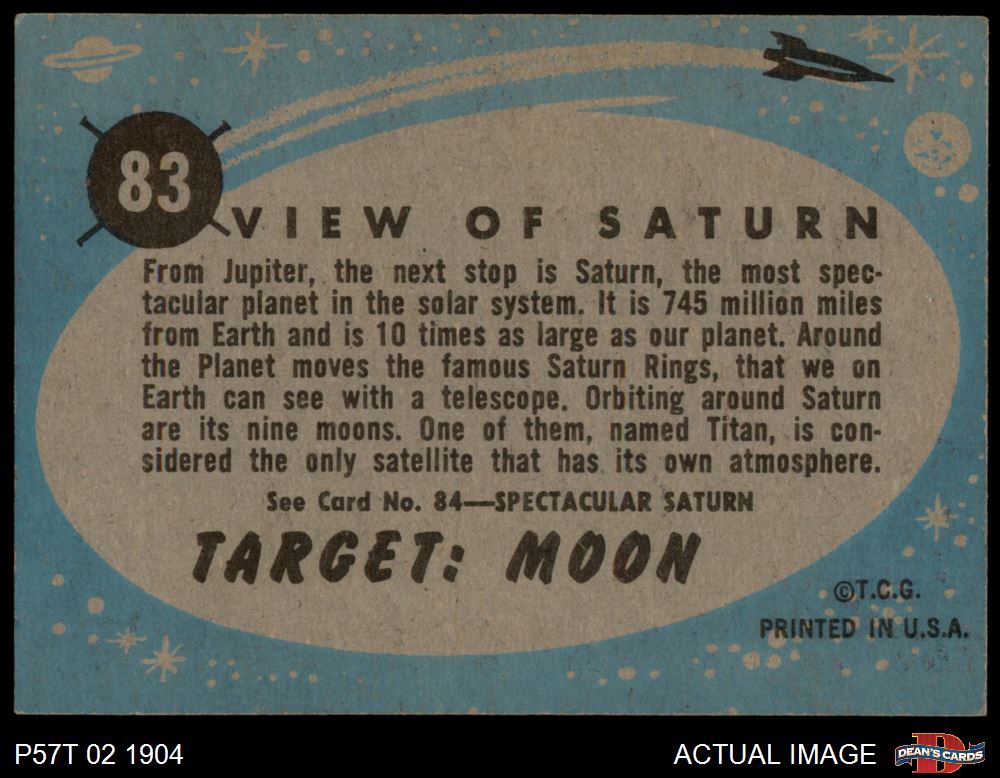 83
VIEW OF SATURN
From Jupiter, the next stop is Saturn, the most spec-
tacular planet in the solar system. It is 745 million miles
from Earth and is 10 times as large as our planet. Around
the Planet moves the famous Saturn Rings, that we on
Earth can see with a telescope. Orbiting around Saturn
are its nine moons. One of them, named Titan, is con-
sidered the only satellite that has its own atmosphere.
See Card No. 84—SPECTACULAR SATURN
TARGET: MOON
©T.C.G.
PRINTED IN U.S.A.
P57T 02 1904
ACTUAL IMAGE
DEAN'S CARDS